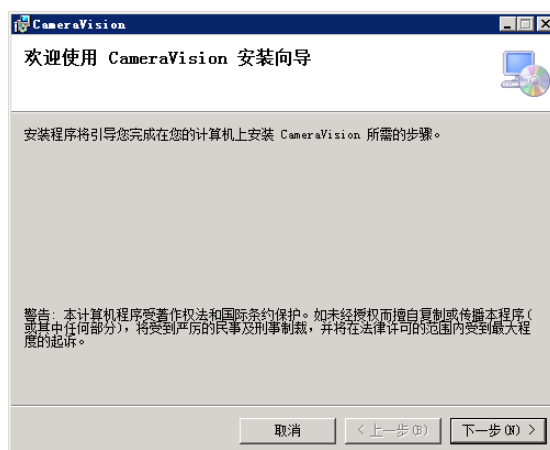 CameraVision
欢迎使用 CameraVision 安装向导
安装程序将引导您完成在您的计算机上安装 CameraVision 所需的步骤。
警告: 本计算机程序受著作权法和国际条约保护。如未经授权而擅自复制或传播本程序(
或其中任何部分)，将受到严厉的民事及刑事制裁，并将在法律许可的范围内受到最大程
度的起诉。
取消
<上一步(B)
下一步(N) >